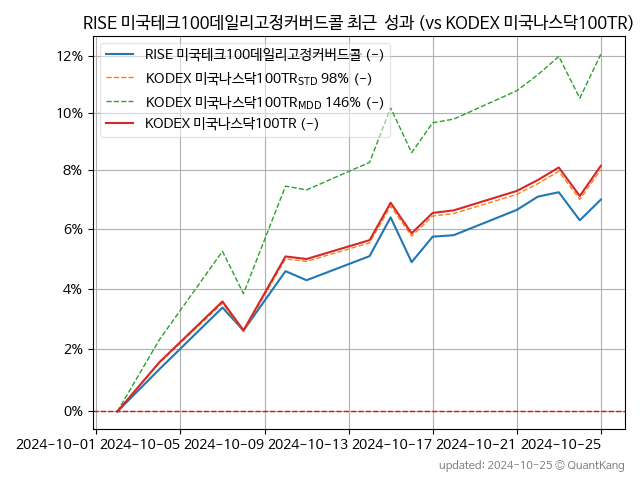 RISE 미국테크100데일리고정커버드콜 최근  성과 (vs KODEX 미국나스닥100TR)
RISE 미국테크100데일리고정커버드콜 (-)
KODEX 미국나스닥100TRSTD 98% (-)
KODEX 미국나스닥100TRMDD 146% (-)
KODEX 미국나스닥100TR (-)
12%
10%
8%
6%
4%
2%
0%
2024-10-01 2024-10-05 2024-10-09 2024-10-13 2024-10-17 2024-10-21 2024-10-25
updated: 2024-10-25 © QuantKang